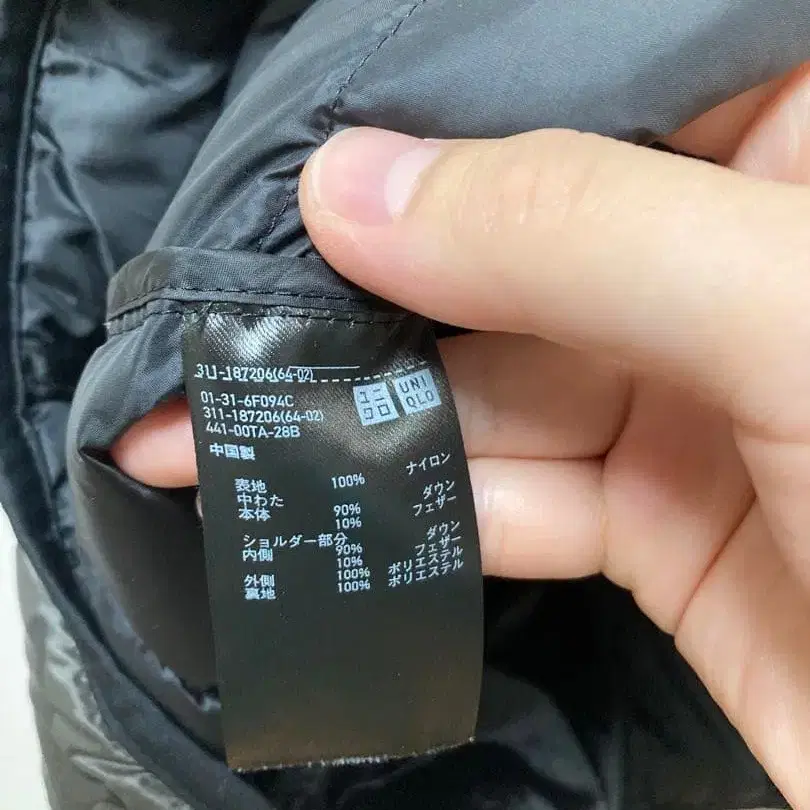 311-187206(64-02)
ユニクロ UNIQLO
01-31-6F094C
311-187206(64-02)
441-00TA-28B
中国製
表地 100% ナイロン
中わた
本体 90% ダウン
10% フェザー
ショルダー部分
内側 90% ダウン
10% フェザー
外側 100% ポリエステル
裏地 100% ポリエステル